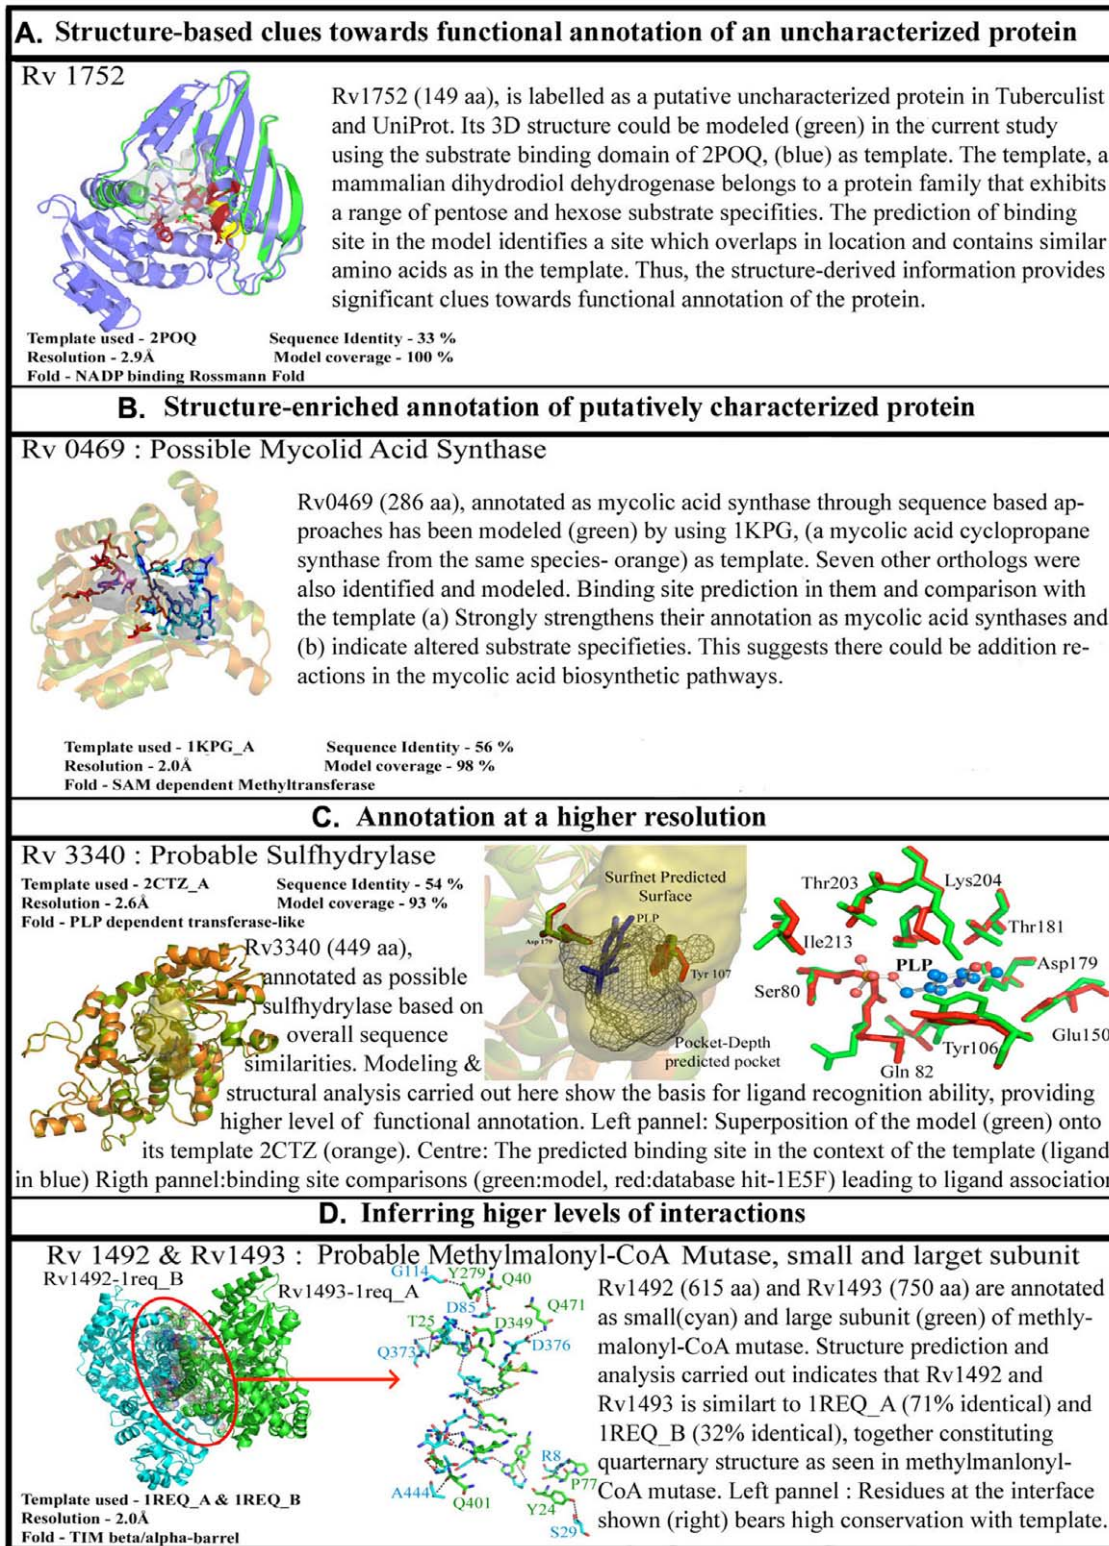 A. Structure-based clues towards functional annotation of an uncharacterized protein
Rv 1752
Rv1752 (149 aa), is labelled as a putative uncharacterized protein in Tuberculist
and UniProt. Its 3D structure could be modeled (green) in the current study
using the substrate binding domain of 2POQ, (blue) as template. The template, a
mammalian dihydrodiol dehydrogenase belongs to a protein family that exhibits
a range of pentose and hexose substrate specifities. The prediction of binding
site in the model identifies a site which overlaps in location and contains similar
amino acids as in the template. Thus, the structure-derived information provides
significant clues towards functional annotation of the protein.
Template used - 2POQ Sequence Identity - 33 %
Resolution - 2.9Å Model coverage - 100 %
Fold - NADP binding Rossmann Fold
B. Structure-enriched annotation of putatively characterized protein
Rv 0469 : Possible Mycolid Acid Synthase
Rv0469 (286 aa), annotated as mycolic acid synthase through sequence based ap-
proaches has been modeled (green) by using 1KPG, (a mycolic acid cyclopropane
synthase from the same species- orange) as template. Seven other orthologs were
also identified and modeled. Binding site prediction in them and comparison with
the template (a) Strongly strengthens their annotation as mycolic acid synthases and
(b) indicate altered substrate specifieties. This suggests there could be addition re-
actions in the mycolic acid biosynthetic pathways.
Template used - 1KPG_A Sequence Identity - 56 %
Resolution - 2.0Å Model coverage - 98 %
Fold - SAM dependent Methyltransferase
C. Annotation at a higher resolution
Rv 3340 : Probable Sulfhydrylase
Template used - 2CTZ_A Sequence Identity - 54 %
Resolution - 2.6Å Model coverage - 93 %
Fold - PLP dependent transferase-like
Surfnet Predicted
Surface
PLP
Asp 179
Tyr 107
Pocket-Depth
predicted pocket
Thr203
Lys204
Thr181
Ile213
PLP
Asp179
Ser80
Glu150
Tyr106
Gln 82
Rv3340 (449 aa),
annotated as possible
sulfhydrylase based on
overall sequence
similarities. Modeling &
structural analysis carried out here show the basis for ligand recognition ability, providing
higher level of functional annotation. Left pannel: Superposition of the model (green) onto
its template 2CTZ (orange). Centre: The predicted binding site in the context of the template (ligand
in blue) Rigth pannel:binding site comparisons (green:model, red:database hit-1E5F) leading to ligand association
D. Inferring higer levels of interactions
Rv 1492 & Rv1493 : Probable Methylmalonyl-CoA Mutase, small and larget subunit
Rv1492-1req_B
Rv1493-1req_A
G114
Y279
Q40
D85
Q471
T25
D349
Q373
D376
R8
P77
A444
Q401
Y24
S29
Rv1492 (615 aa) and Rv1493 (750 aa) are annotated
as small(cyan) and large subunit (green) of methly-
malonyl-CoA mutase. Structure prediction and
analysis carried out indicates that Rv1492 and
Rv1493 is similart to 1REQ_A (71% identical) and
1REQ_B (32% identical), together constituting
quarternary structure as seen in methylmanlonyl-
CoA mutase. Left pannel : Residues at the interface
shown (right) bears high conservation with template.
Template used - 1REQ_A & 1REQ_B
Resolution - 2.0Å
Fold - TIM beta/alpha-barrel